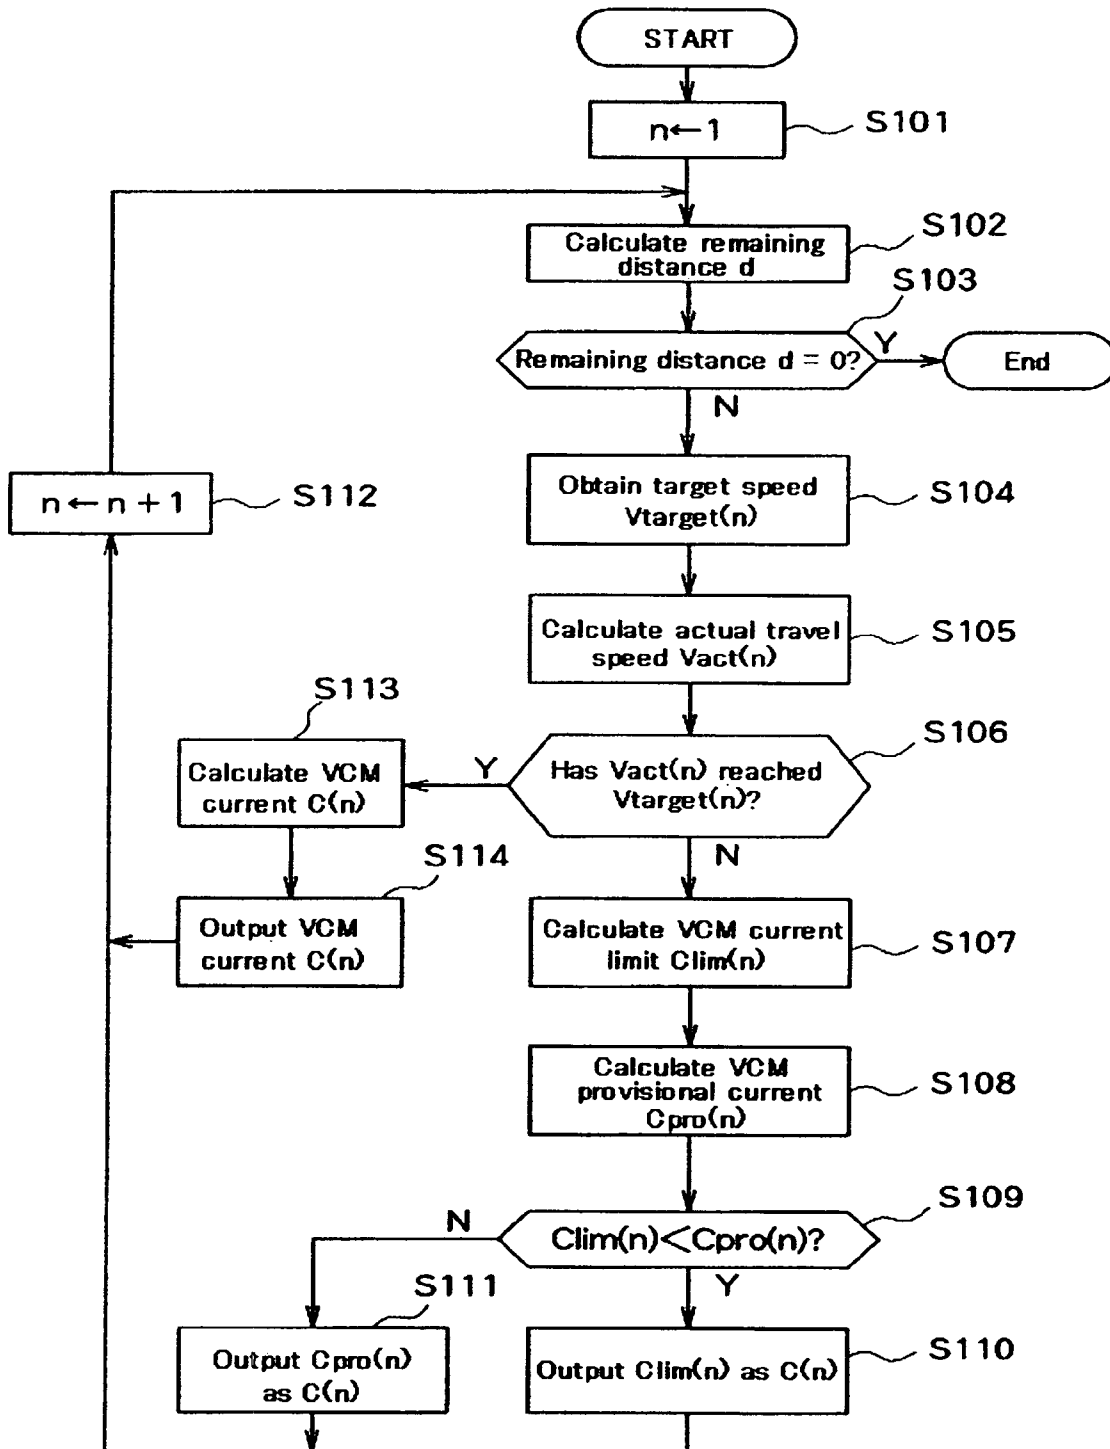 START
n←1
S101
Calculate remaining
distance d
S102
S103
Remaining distance d = 0?
Y
End
N
n←n+1
S112
Obtain target speed
Vtarget(n)
S104
Calculate actual travel
speed Vact(n)
S105
S113
Calculate VCM
current C(n)
Y
Has Vact(n) reached
Vtarget(n)?
S106
N
S114
Output VCM
current C(n)
Calculate VCM current
limit Clim(n)
S107
Calculate VCM
provisional current
Cpro(n)
S108
S109
N
Clim(n)<Cpro(n)?
Y
S111
Output Cpro(n)
as C(n)
Output Clim(n) as C(n)
S110